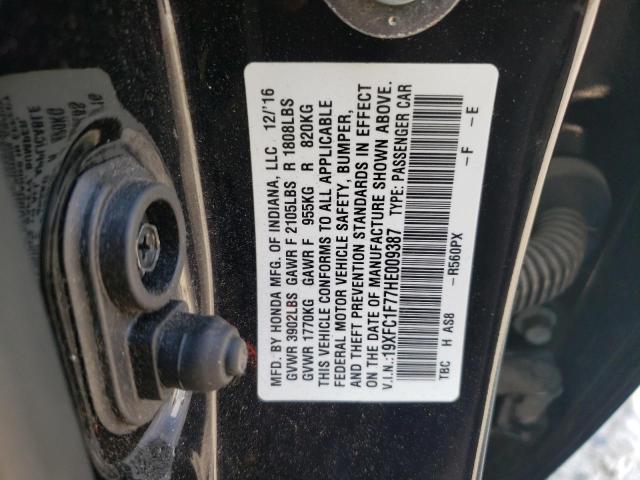 MFD. BY HONDA MFG. OF INDIANA, LLC 12/'16
GVWR 3902LBS GAWR F 2105LBS R 1808LBS
GVWR 1770KG GAWR F 955KG R 820KG
THIS VEHICLE CONFORMS TO ALL APPLICABLE
FEDERAL MOTOR VEHICLE SAFETY, BUMPER,
AND THEFT PREVENTION STANDARDS IN EFFECT
ON THE DATE OF MANUFACTURE SHOWN ABOVE.
V.I.N.:19XFC1F77HE009387 TYPE: PASSENGER CAR
-F -E
TBC H AS8 -R560PX